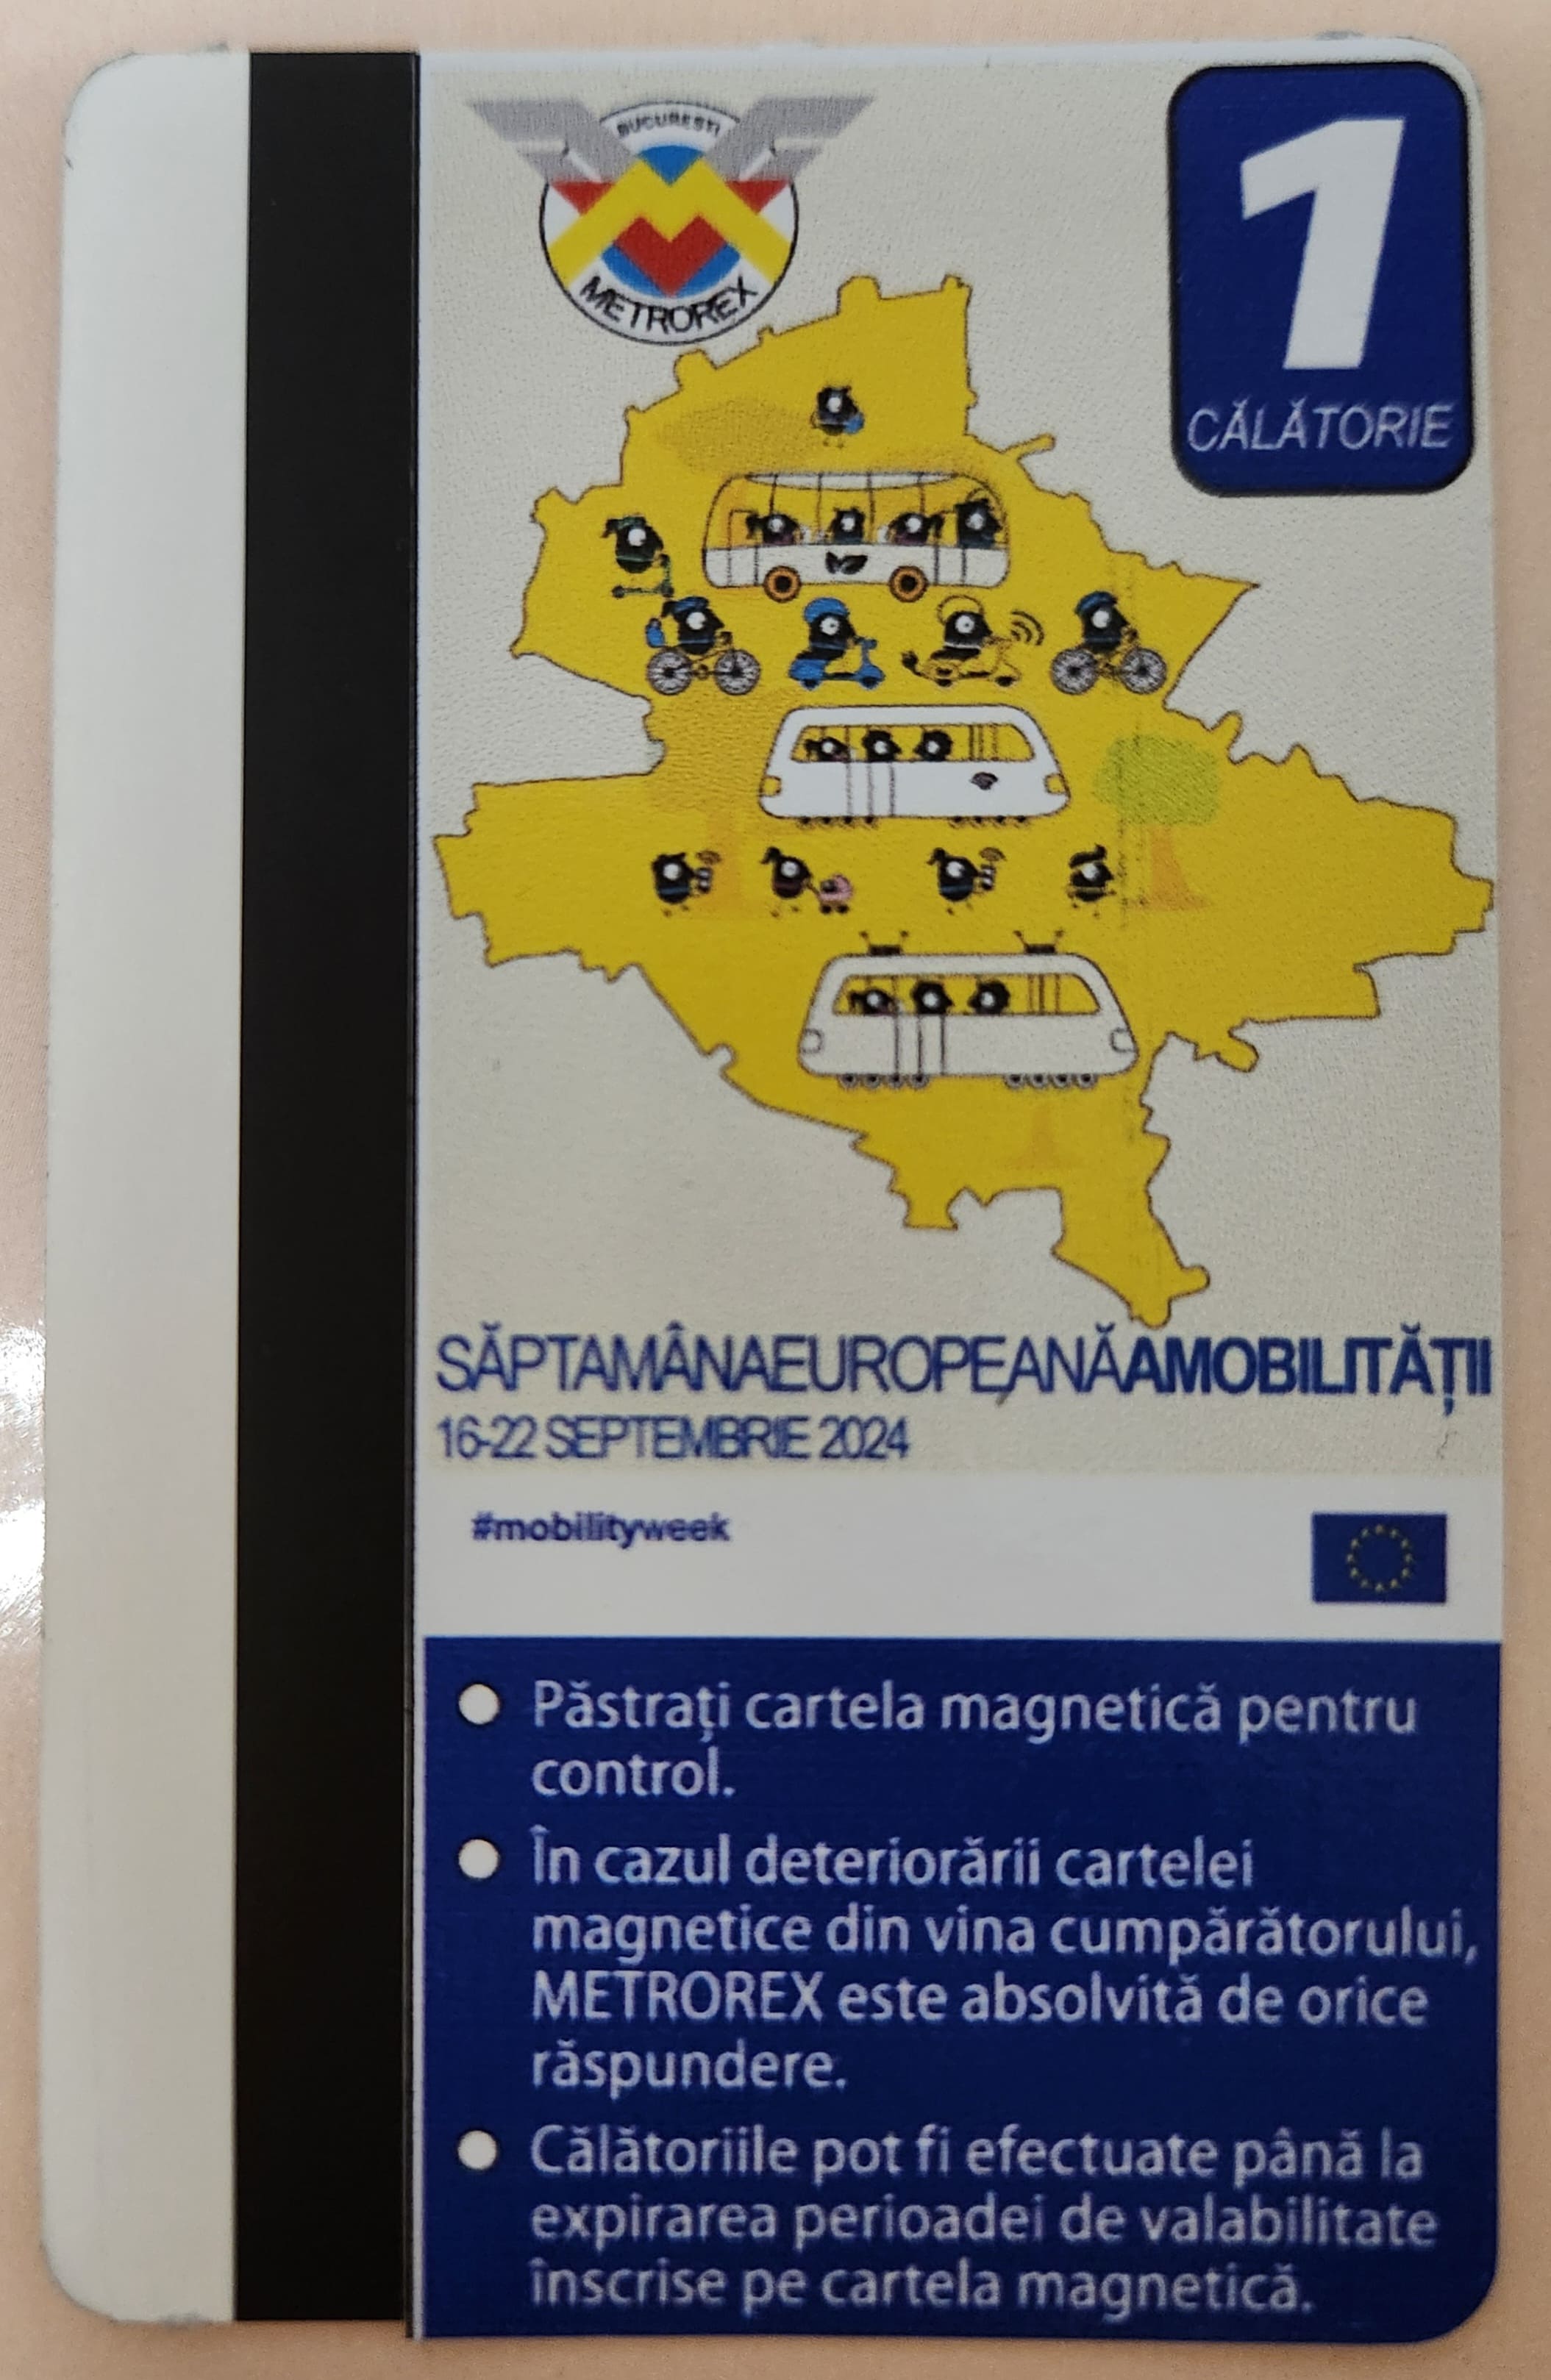 BUCUREȘTI
METROREX
1
CĂLĂTORIE
SĂPTAMÂNAEUROPEANĂAMOBILITĂȚII
16-22 SEPTEMBRIE 2024
#mobilityweek
Păstrați cartela magnetică pentru
control.
În cazul deteriorării cartelei
magnetice din vina cumpărătorului,
METROREX este absolvită de orice
răspundere.
Călătoriile pot fi efectuate până la
expirarea perioadei de valabilitate
înscrise pe cartela magnetică.